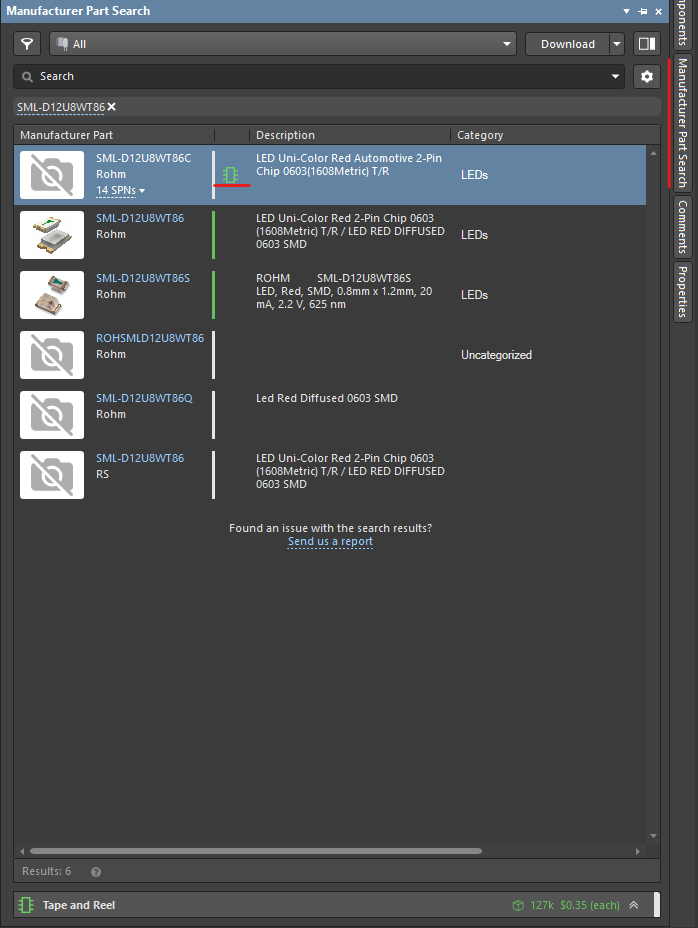 Manufacturer Part Search
All
Download
Search
SML-D12U8WT86
Manufacturer Part
Description
Category
SML-D12U8WT86C
Rohm
14 SPNs
LED Uni-Color Red Automotive 2-Pin
Chip 0603(1608Metric) T/R
LEDs
SML-D12U8WT86
Rohm
LED Uni-Color Red 2-Pin Chip 0603
(1608Metric) T/R / LED RED DIFFUSED
0603 SMD
LEDs
SML-D12U8WT86S
Rohm
ROHM SML-D12U8WT86S
LED, Red, SMD, 0.8mm x 1.2mm, 20
mA, 2.2 V, 625 nm
LEDs
ROHSMLD12U8WT86
Rohm
Uncategorized
SML-D12U8WT86Q
Rohm
Led Red Diffused 0603 SMD
SML-D12U8WT86
RS
LED Uni-Color Red 2-Pin Chip 0603
(1608Metric) T/R / LED RED DIFFUSED
0603 SMD
Found an issue with the search results?
Send us a report
Results: 6
?
Tape and Reel
127k $0.35 (each)
Manufacturer Part Search
Comments
Properties